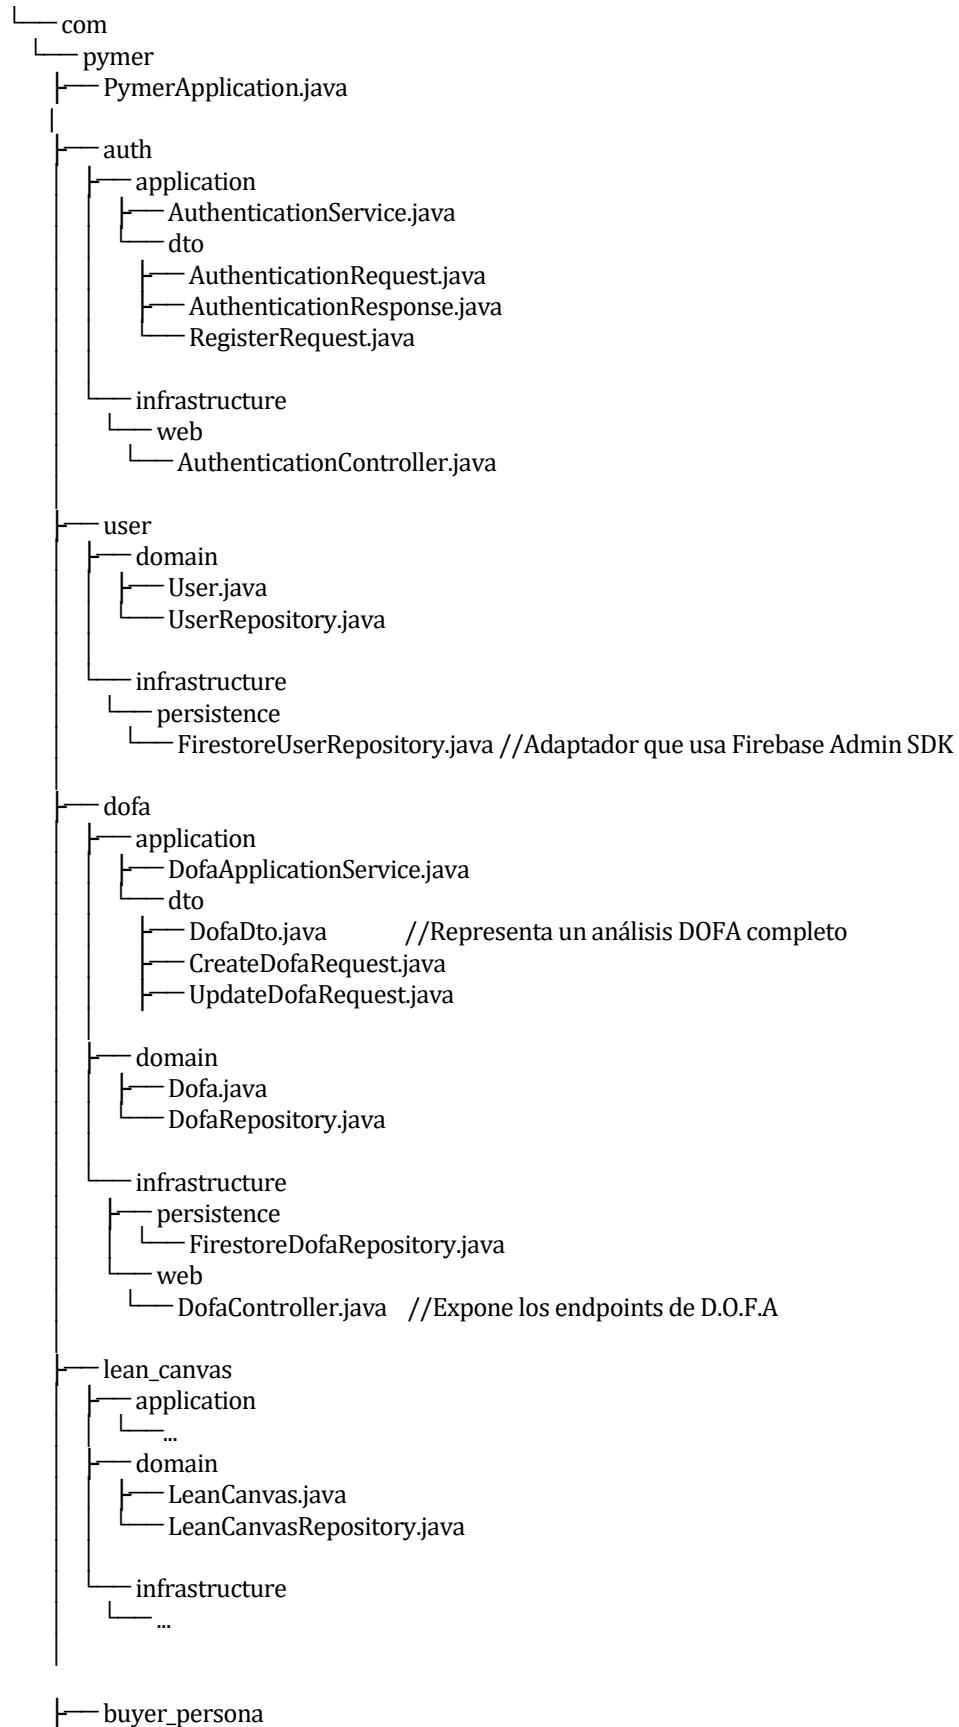 com
pymer
PymerApplication.java
auth
application
AuthenticationService.java
dto
AuthenticationRequest.java
AuthenticationResponse.java
RegisterRequest.java
infrastructure
web
AuthenticationController.java
user
domain
User.java
UserRepository.java
infrastructure
persistence
FirestoreUserRepository.java //Adaptador que usa Firebase Admin SDK
dofa
application
DofaApplicationService.java
dto
DofaDto.java //Representa un análisis DOFA completo
CreateDofaRequest.java
UpdateDofaRequest.java
domain
Dofa.java
DofaRepository.java
infrastructure
persistence
FirestoreDofaRepository.java
web
DofaController.java //Expone los endpoints de D.O.F.A
lean_canvas
application
...
domain
LeanCanvas.java
LeanCanvasRepository.java
infrastructure
...
buyer_persona